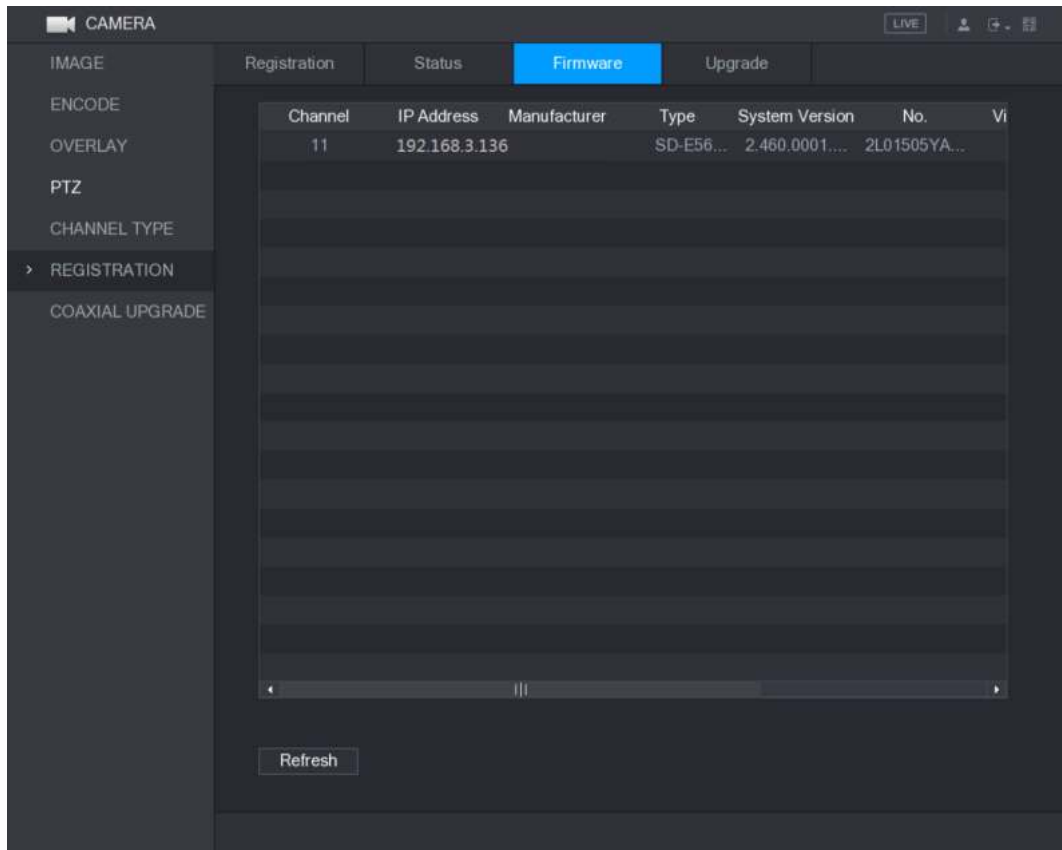 CAMERA LIVE
IMAGE
ENCODE
OVERLAY
PTZ
CHANNEL TYPE
REGISTRATION
COAXIAL UPGRADE
Registration Status Firmware Upgrade
Channel IP Address Manufacturer Type System Version No. Vi
11 192.168.3.136 SD-E56... 2.460.0001.... 2L01505YA...
Refresh